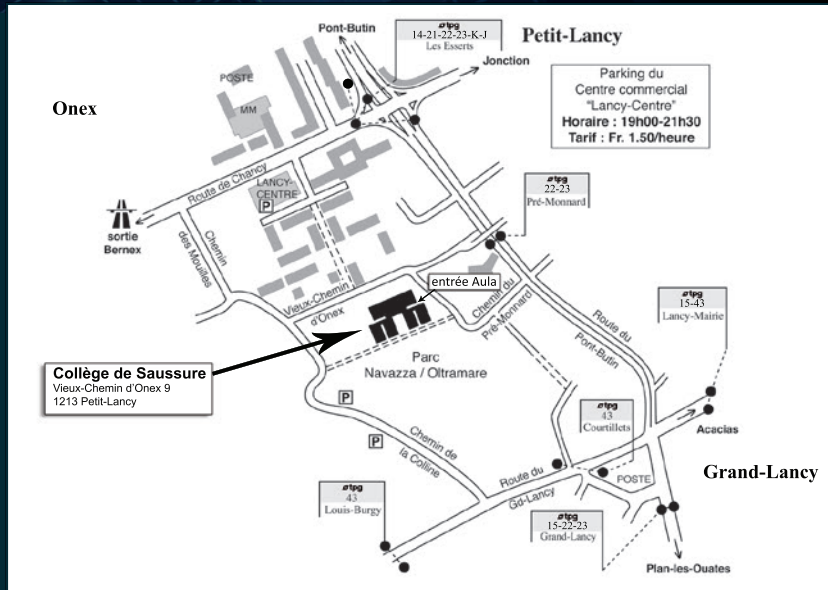 tpg
14-21-22-23-K-J
Les Esserts
Pont-Butin
Petit-Lancy
Jonction
Parking du
Centre commercial
"Lancy-Centre"
Horaire : 19h00-21h30
Tarif : Fr. 1.50/heure
POSTE
MM
Onex
Route de Chancy
LANCY-
CENTRE
P
tpg
22-23
Pré-Monnard
sortie
Bernex
Chemin
des Mouilles
Vieux-Chemin
d'Onex
entrée Aula
Chemin du
Pré-Monnard
Route du
Pont-Butin
tpg
15-43
Lancy-Mairie
Collège de Saussure
Vieux-Chemin d'Onex 9
1213 Petit-Lancy
Parc
Navazza / Oltramare
P
P
Chemin de
la Colline
tpg
43
Courtillets
Acacias
Grand-Lancy
Route du
Gd-Lancy
POSTE
tpg
43
Louis-Burgy
tpg
15-22-23
Grand-Lancy
Plan-les-Ouates